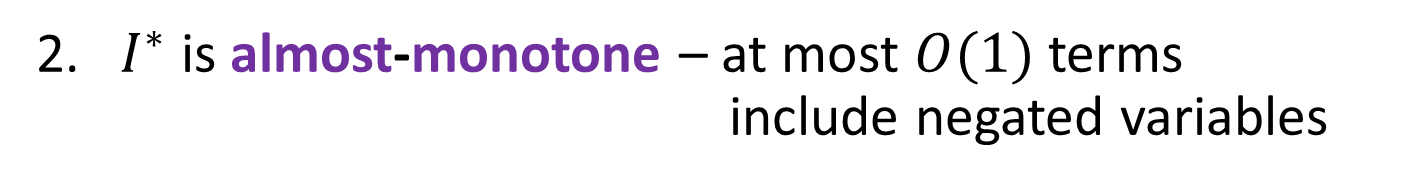 2. I* is almost-monotone – at most O(1) terms
include negated variables